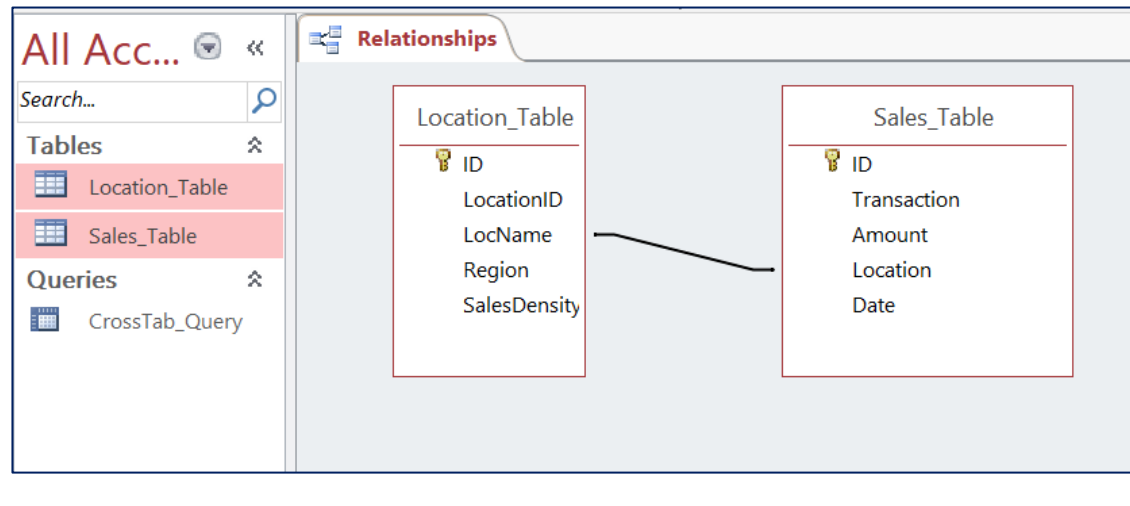 All Acc...
Search...
Tables
Location_Table
Sales_Table
Queries
CrossTab_Query
Relationships
Location_Table
ID
LocationID
LocName
Region
SalesDensity
Sales_Table
ID
Transaction
Amount
Location
Date